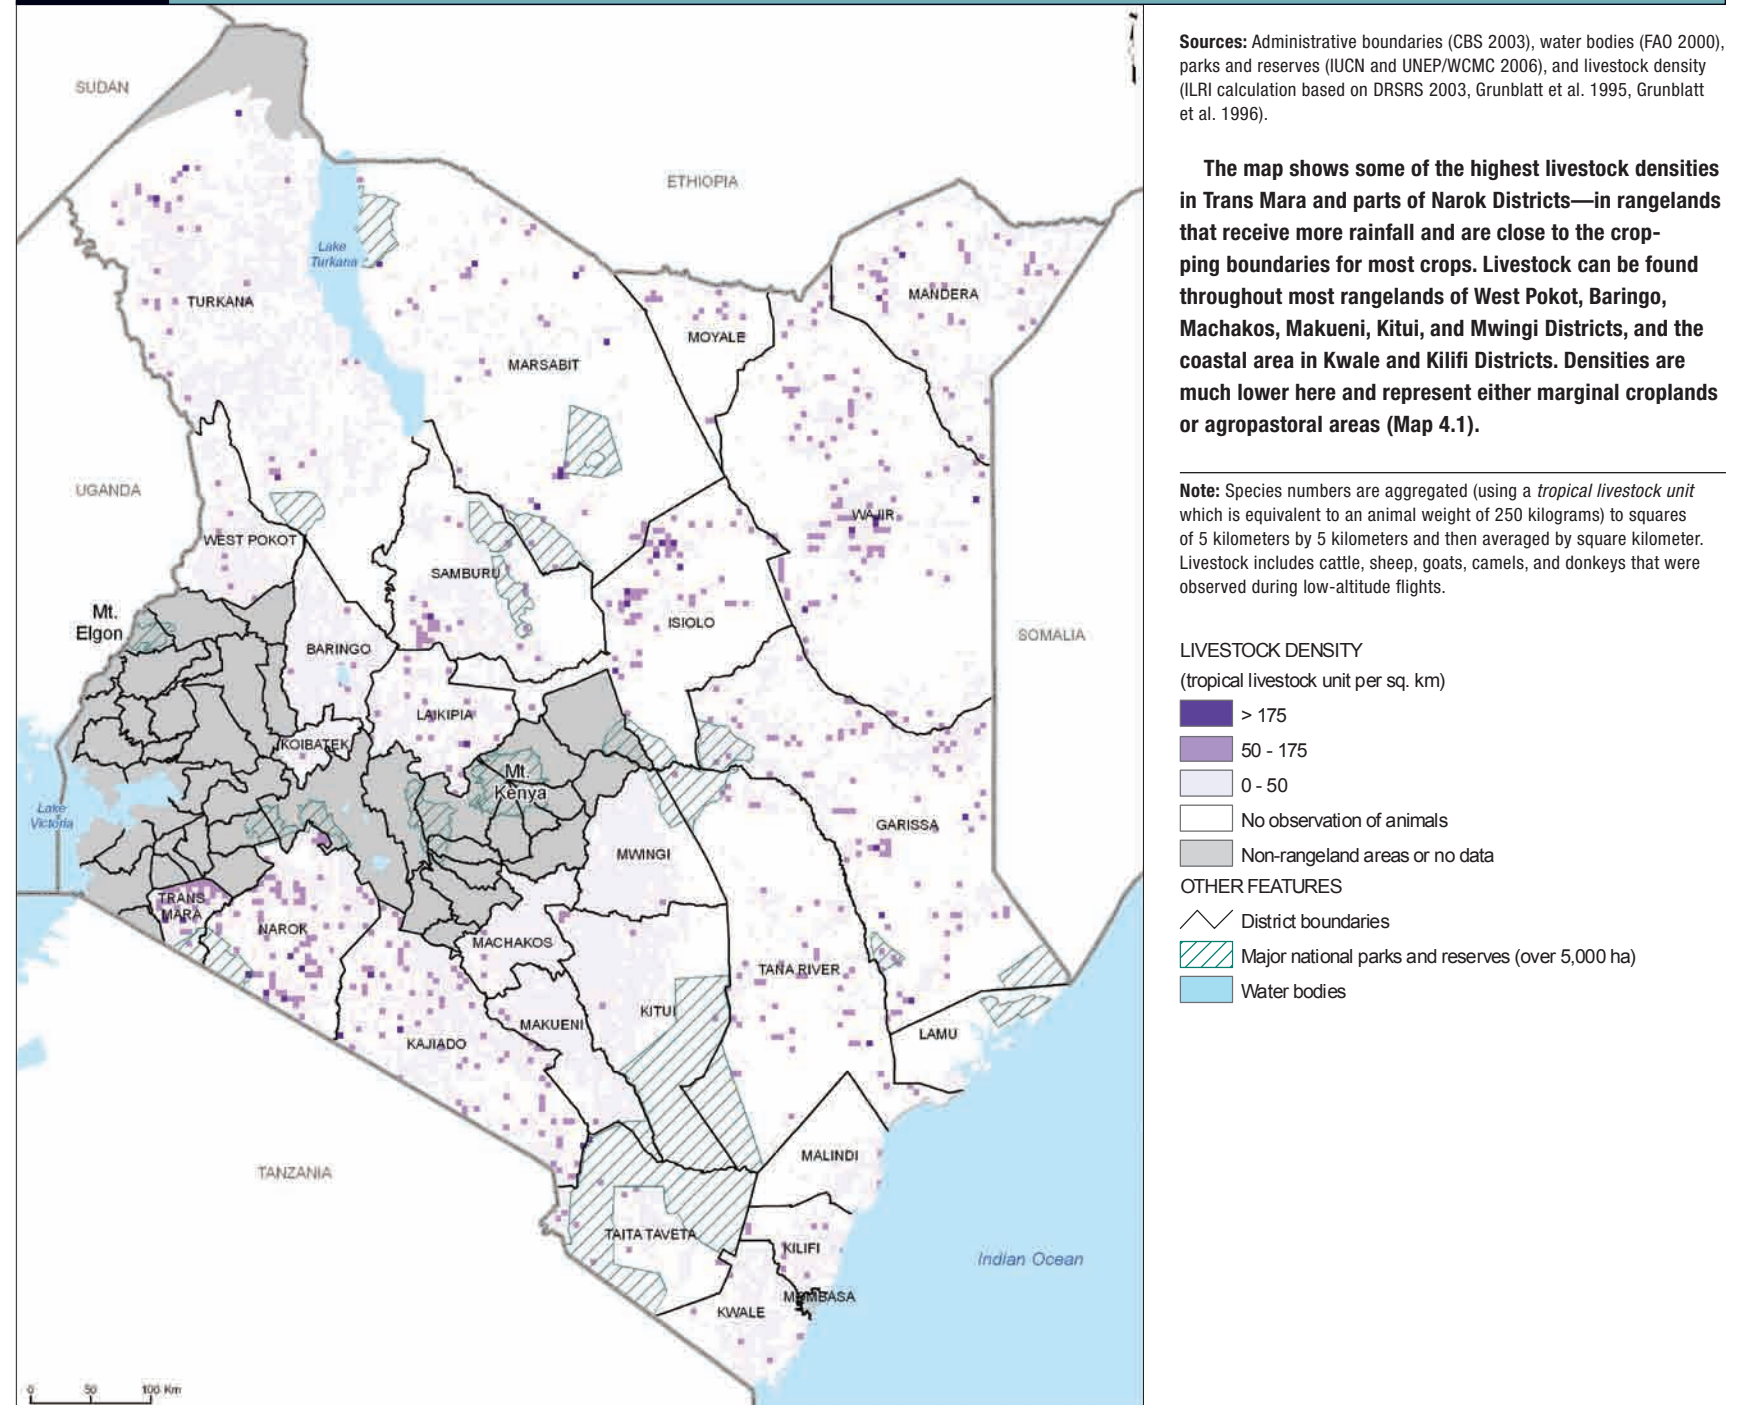 SUDAN
ETHIOPIA
Lake
Turkana
TURKANA
MANDERA
MOYALE
MARSABIT
UGANDA
WAJIR
WEST POKOT
SAMBURU
Mt.
Elgon
ISIOLO
SOMALIA
BARINGO
LAIKIPIA
KOIBATEK
Mt.
Kenya
Lake
Victoria
GARISSA
MWINGI
TRANS
MARA
NAROK
MACHAKOS
TANA RIVER
KITUI
MAKUENI
LAMU
KAJIADO
MALINDI
TANZANIA
TAITA TAVETA
KILIFI
Indian Ocean
MOMBASA
KWALE
0 50 100 Km
Sources: Administrative boundaries (CBS 2003), water bodies (FAO 2000),
parks and reserves (IUCN and UNEP/WCMC 2006), and livestock density
(ILRI calculation based on DRSRS 2003, Grunblatt et al. 1995, Grunblatt
et al. 1996).
The map shows some of the highest livestock densities
in Trans Mara and parts of Narok Districts—in rangelands
that receive more rainfall and are close to the crop-
ping boundaries for most crops. Livestock can be found
throughout most rangelands of West Pokot, Baringo,
Machakos, Makueni, Kitui, and Mwingi Districts, and the
coastal area in Kwale and Kilifi Districts. Densities are
much lower here and represent either marginal croplands
or agropastoral areas (Map 4.1).
Note: Species numbers are aggregated (using a tropical livestock unit
which is equivalent to an animal weight of 250 kilograms) to squares
of 5 kilometers by 5 kilometers and then averaged by square kilometer.
Livestock includes cattle, sheep, goats, camels, and donkeys that were
observed during low-altitude flights.
LIVESTOCK DENSITY
(tropical livestock unit per sq. km)
> 175
50 - 175
0 - 50
No observation of animals
Non-rangeland areas or no data
OTHER FEATURES
District boundaries
Major national parks and reserves (over 5,000 ha)
Water bodies